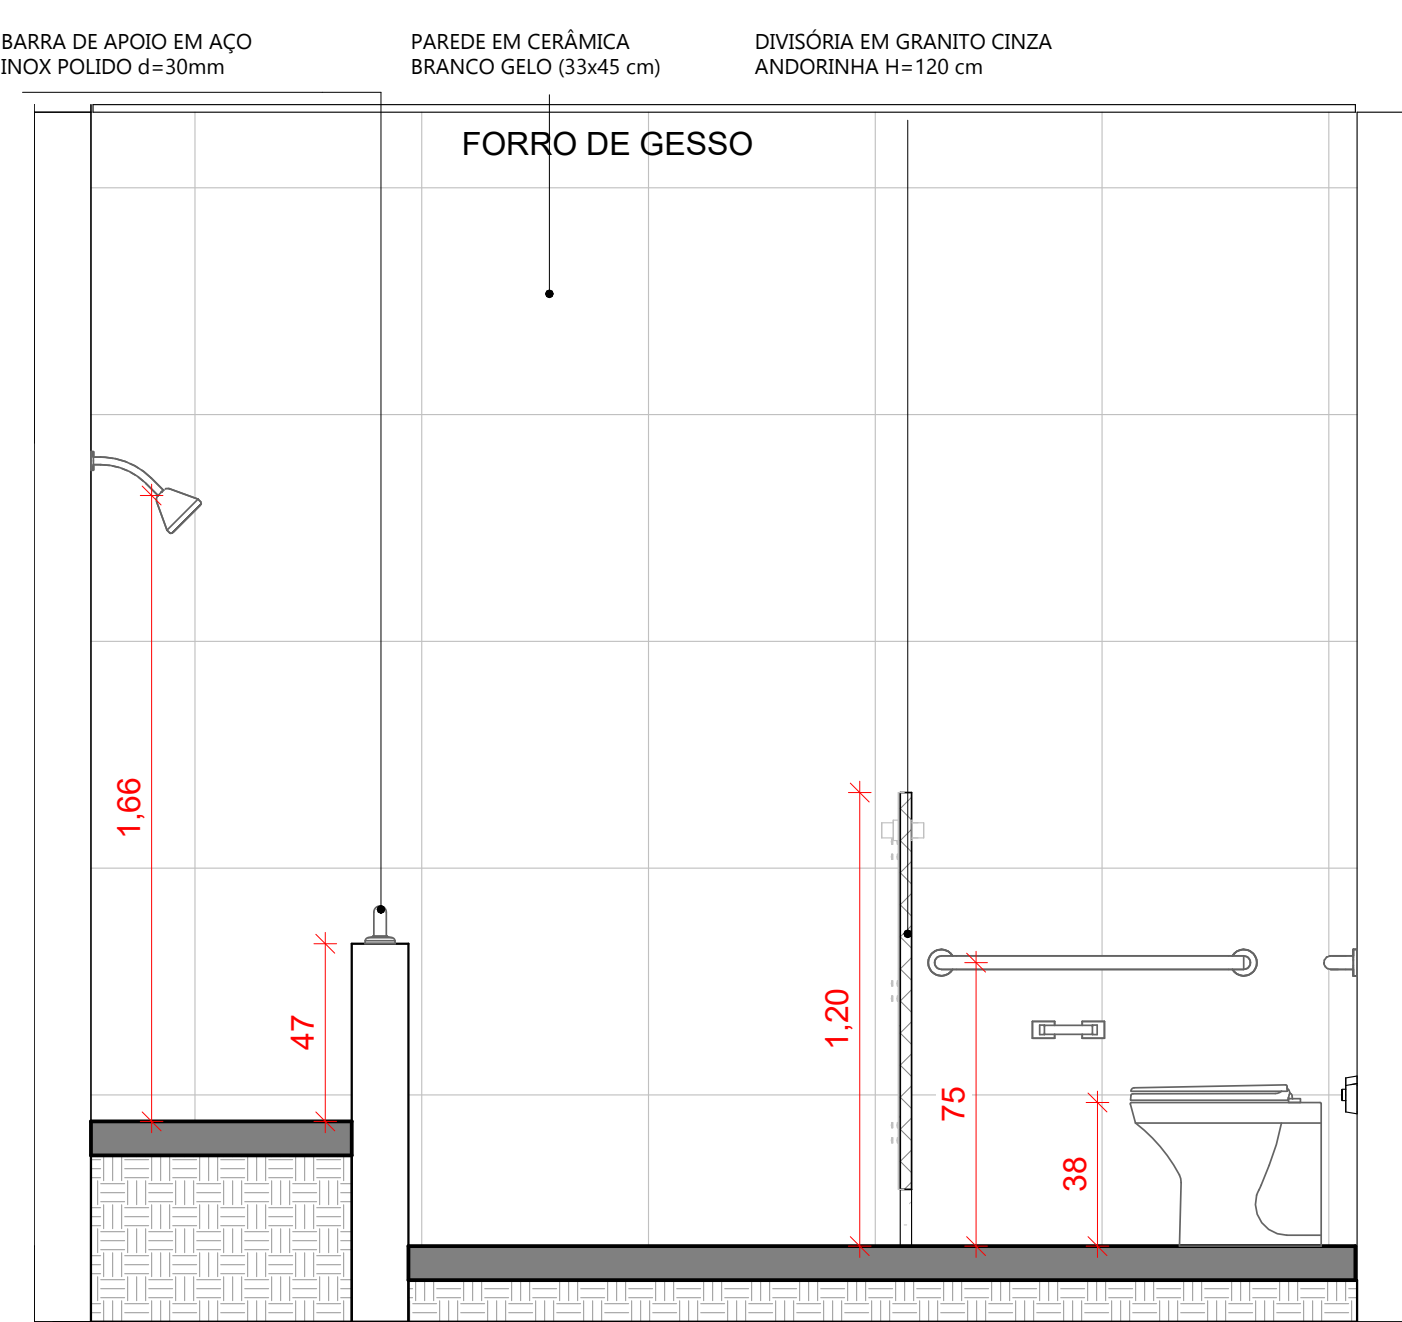 BARRA DE APOIO EM AÇO
INOX POLIDO d=30mm
PAREDE EM CERÂMICA
BRANCO GELO (33x45 cm)
DIVISÓRIA EM GRANITO CINZA
ANDORINHA H=120 cm
FORRO DE GESSO
1,66
47
1,20
75
38